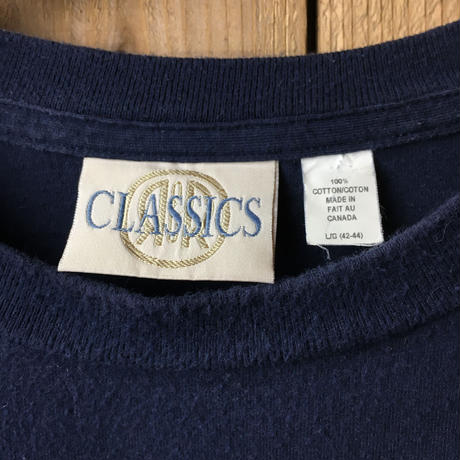 CLASSICS
100%
COTTON/COTON
MADE IN
FAIT AU
CANADA
L/G (42-44)